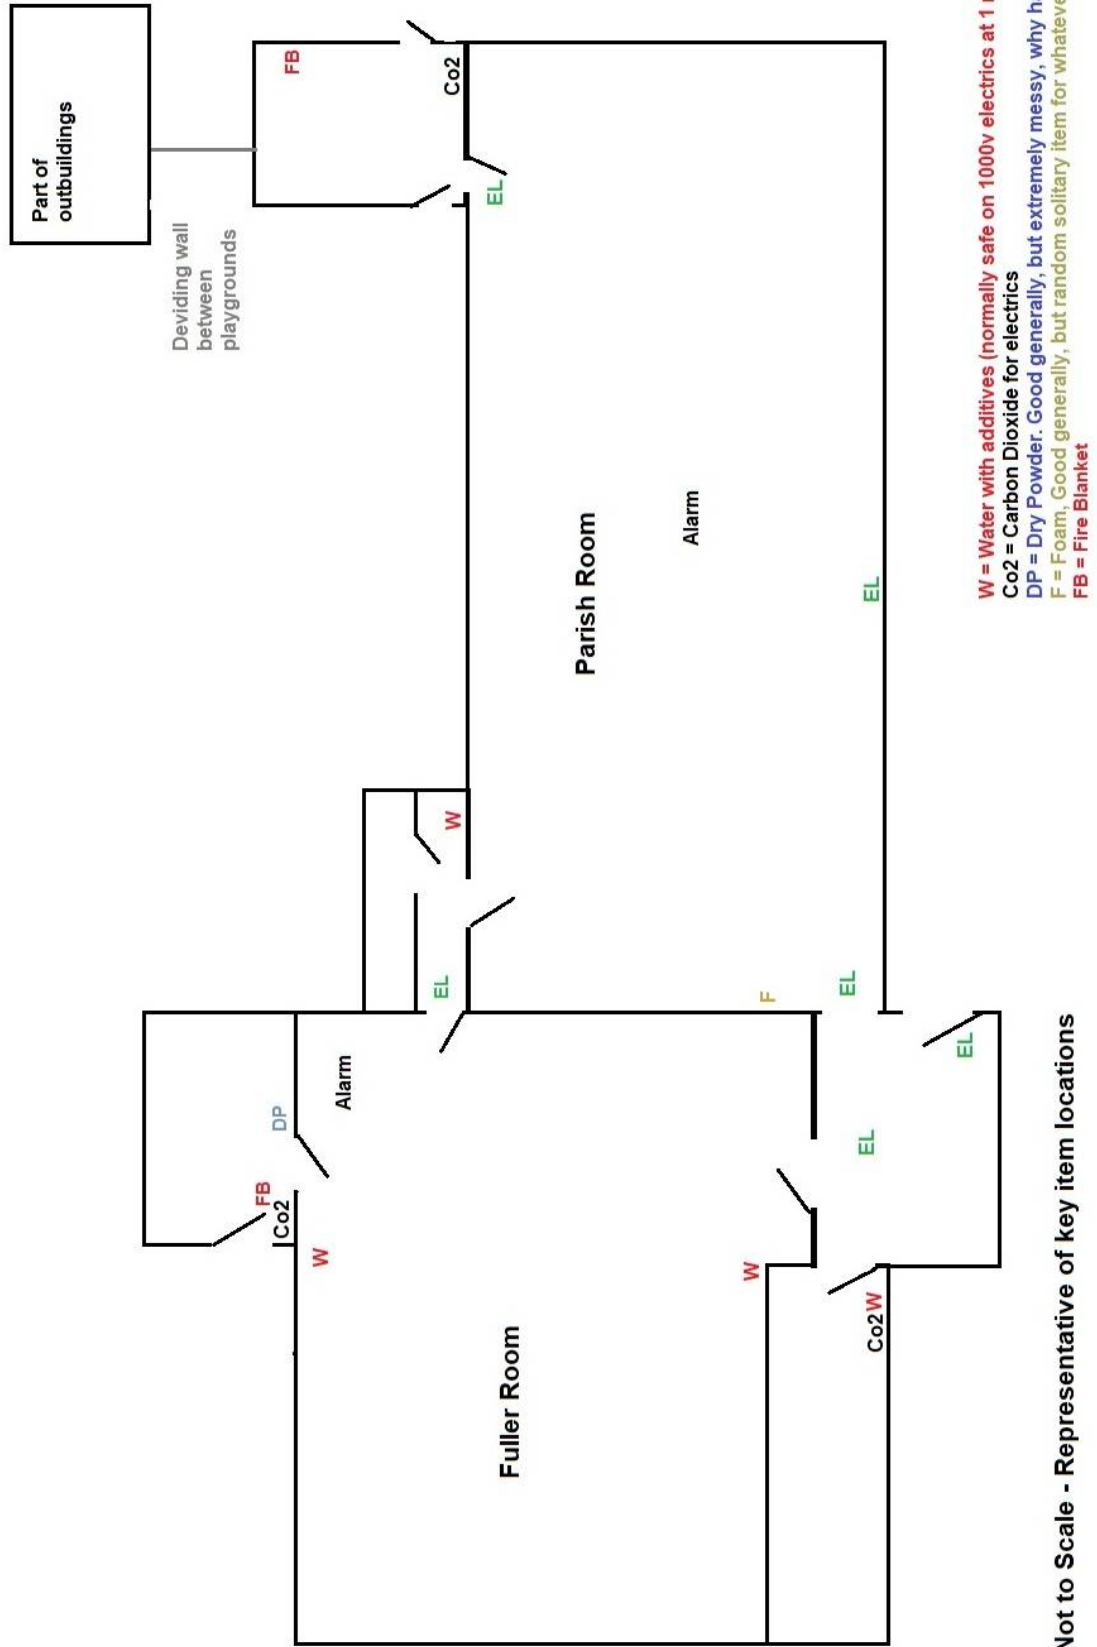 Part of
outbuildings
Deviding wall
between
playgrounds
FB
DP
Co2
FB
W
Alarm
EL
Co2
W
EL
Fuller Room
Parish Room
Alarm
W
F
EL
EL
EL
Co2 W
EL
W = Water with additives (normally safe on 1000v electrics at 1
Co2 = Carbon Dioxide for electrics
DP = Dry Powder. Good generally, but extremely messy, why
F = Foam, Good generally, but random solitary item for
FB = Fire Blanket
Not to Scale - Representative of key item locations